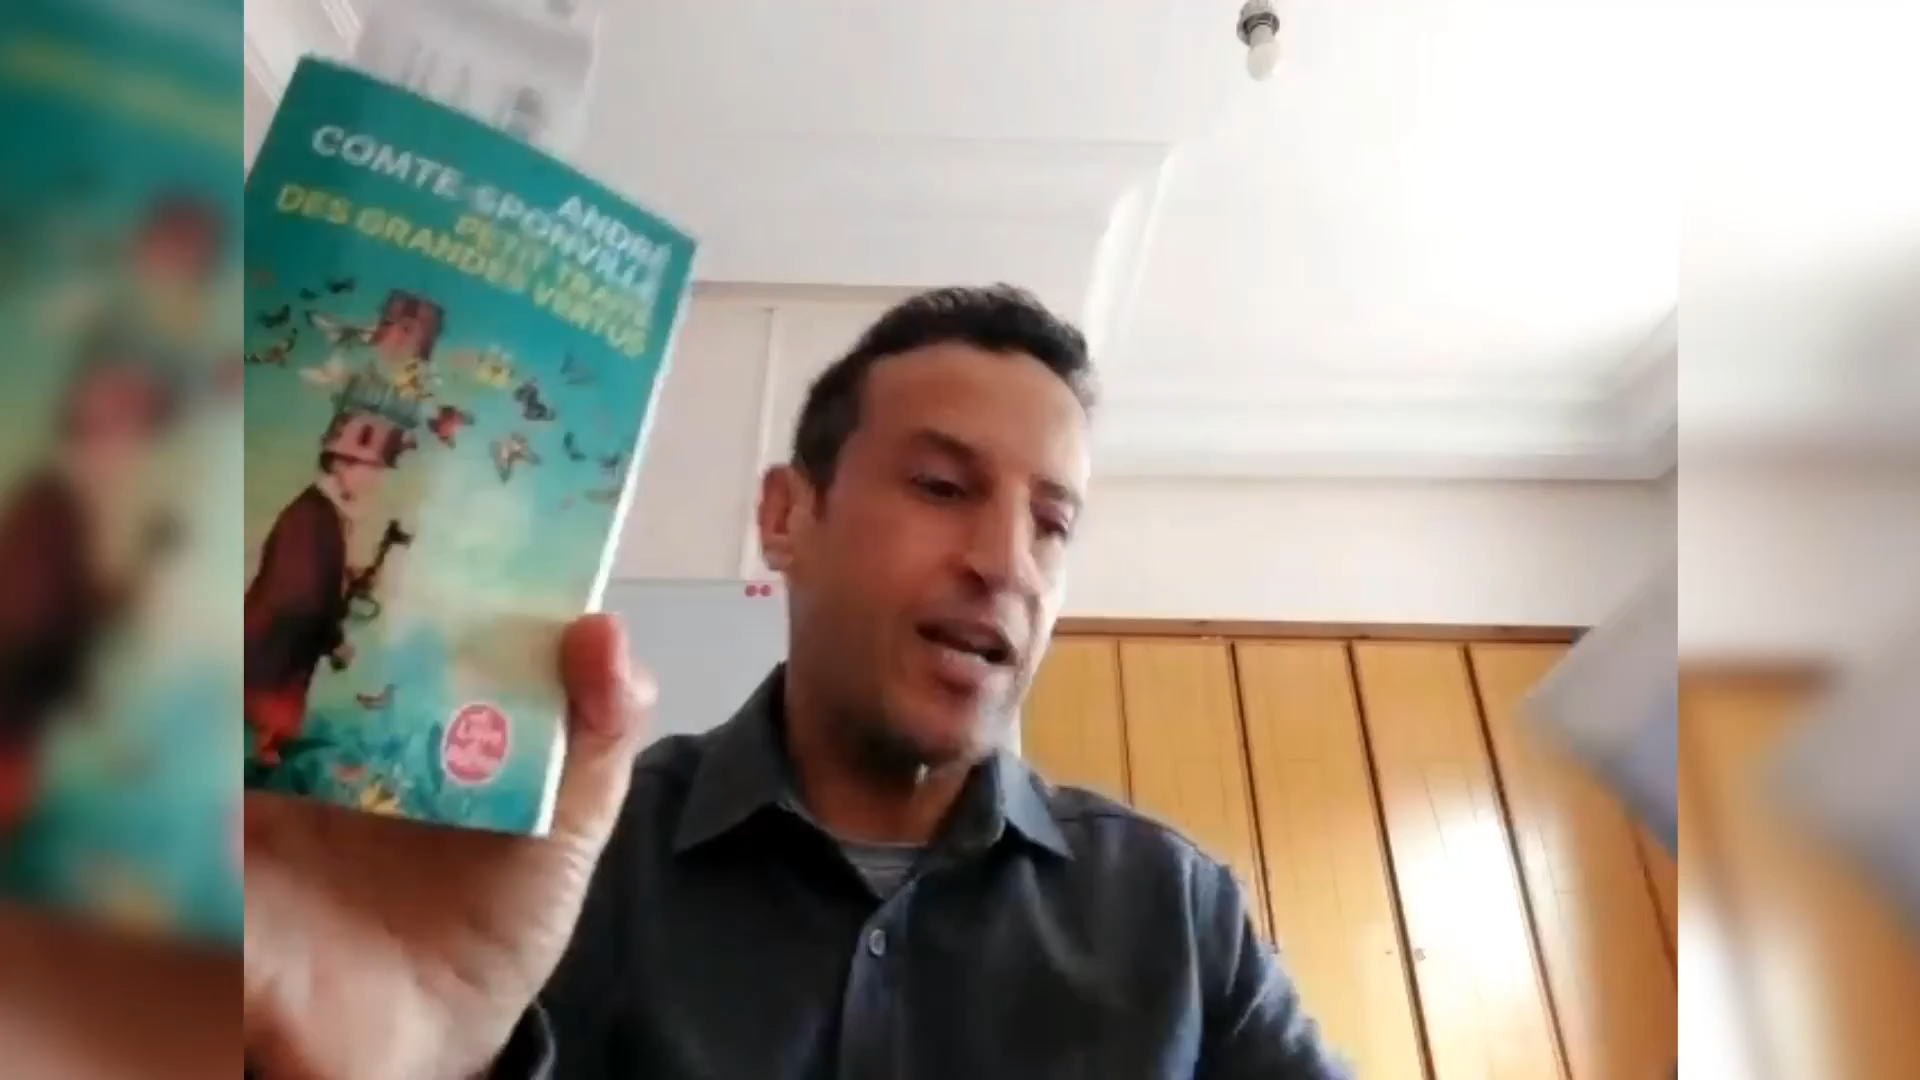 ANDRÉ
COMTE-SPONVILLE
PETIT TRAITÉ
DES GRANDES VERTUS